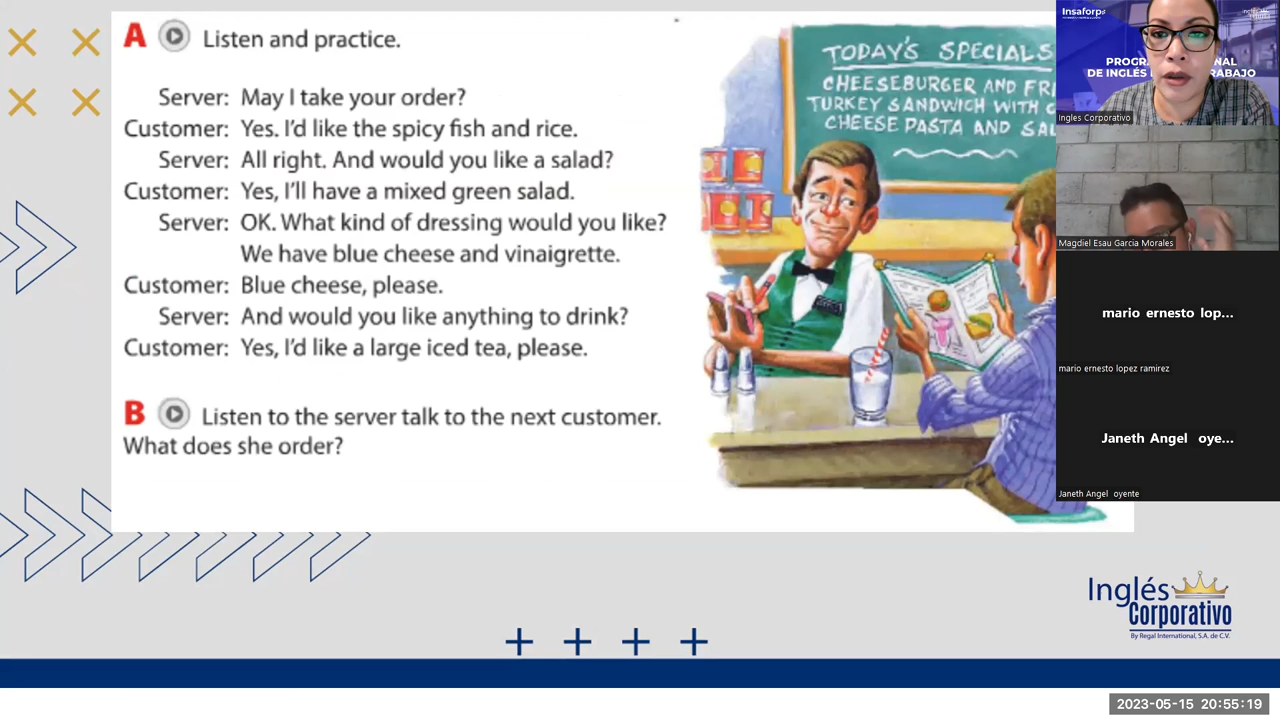 A Listen and practice.
Server: May I take your order?
Customer: Yes. I'd like the spicy fish and rice.
Server: All right. And would you like a salad?
Customer: Yes, I'll have a mixed green salad.
Server: OK. What kind of dressing would you like?
We have blue cheese and vinaigrette.
Customer: Blue cheese, please.
Server: And would you like anything to drink?
Customer: Yes, I'd like a large iced tea, please.
B Listen to the server talk to the next customer.
What does she order?
TODAY'S SPECIALS
CHEESEBURGER AND
TURKEY SANDWICH WITH
CHEESE PASTA AND
Insaforp
DE INGLÉS
Ingles Corporativo
Magdiel Esau Garcia Morales
mario ernesto lop...
mario ernesto lopez ramirez
Janeth Angel oye...
Janeth Angel oyente
Inglés
Corporativo
By Regal International, S.A. de C.V.
2023-05-15 20:55:19